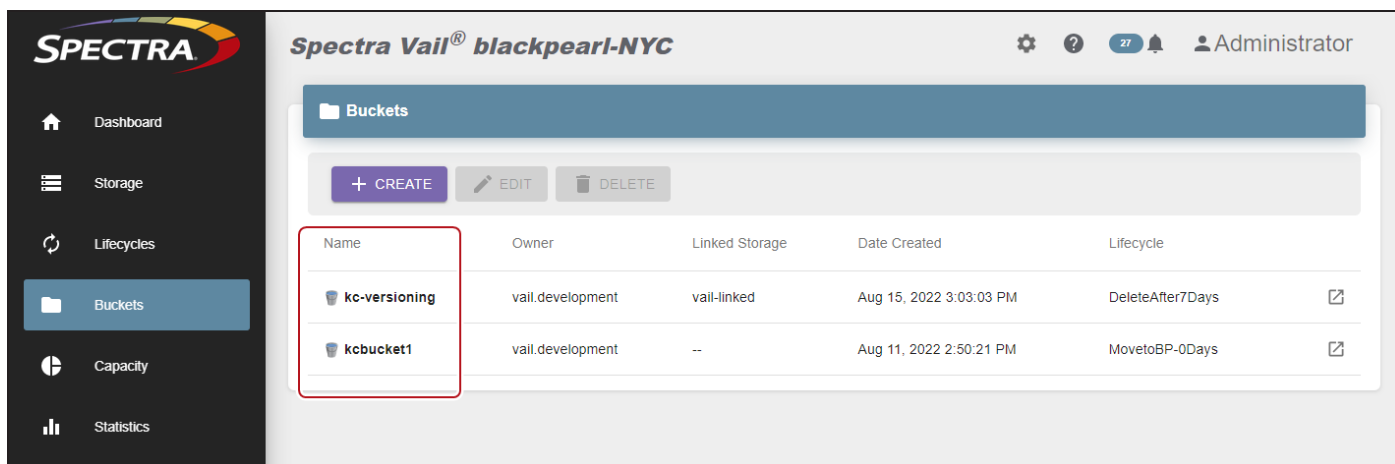 SPECTRA.
Spectra Vail® blackpearl-NYC
27
Administrator
Dashboard
Storage
Lifecycles
Buckets
Capacity
Statistics
Buckets
+ CREATE EDIT DELETE
Name Owner Linked Storage Date Created Lifecycle
kc-versioning vail.development vail-linked Aug 15, 2022 3:03:03 PM DeleteAfter7Days
kcbucket1 vail.development -- Aug 11, 2022 2:50:21 PM MovetoBP-0Days